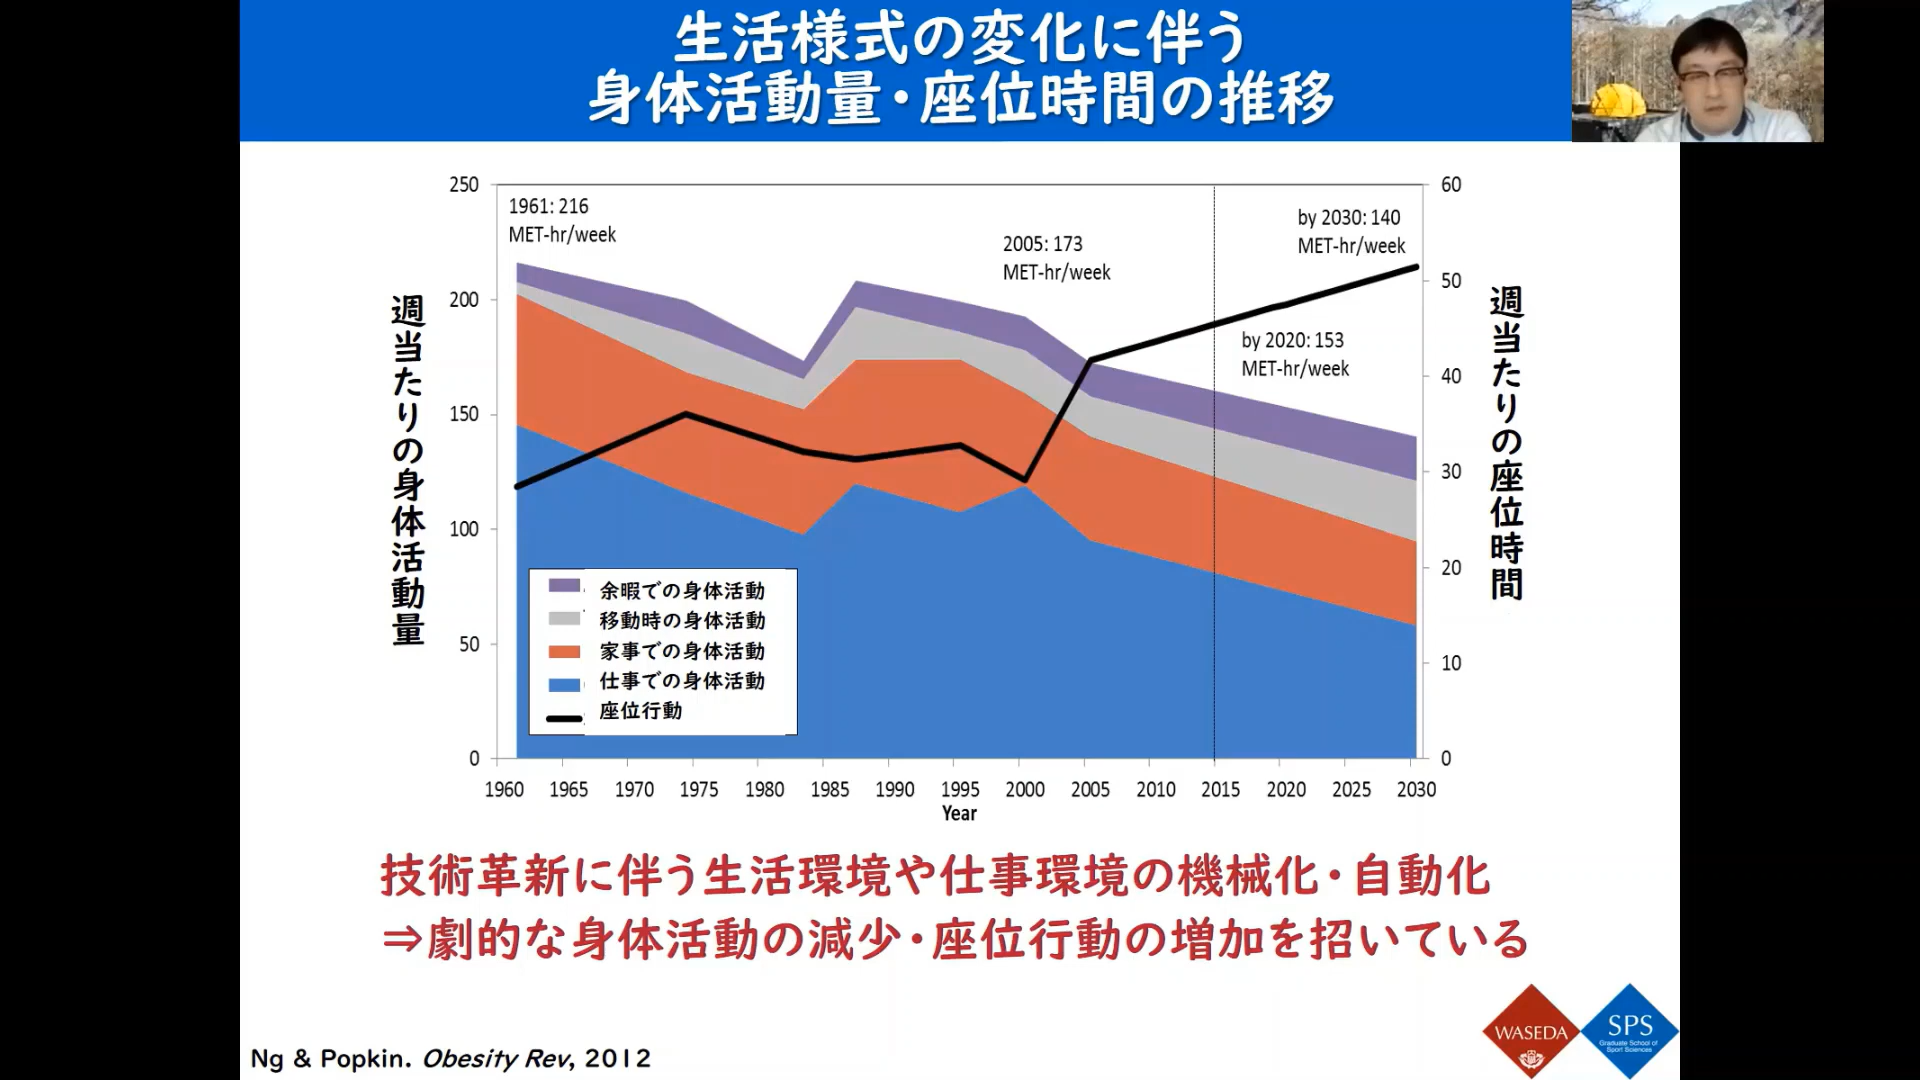 生活様式の変化に伴う
身体活動量・座位時間の推移
250
200
150
100
50
0
60
50
40
30
20
10
0
週当たりの身体活動量
週当たりの座位時間
1961: 216
MET-hr/week
2005: 173
MET-hr/week
by 2030: 140
MET-hr/week
by 2020: 153
MET-hr/week
余暇での身体活動
移動時の身体活動
家事での身体活動
仕事での身体活動
座位行動
1960 1965 1970 1975 1980 1985 1990 1995 2000 2005 2010 2015 2020 2025 2030
Year
技術革新に伴う生活環境や仕事環境の機械化・自動化
⇒劇的な身体活動の減少・座位行動の増加を招いている
WASEDA
SPS
Graduate School of
Sport Sciences
Ng & Popkin. Obesity Rev, 2012